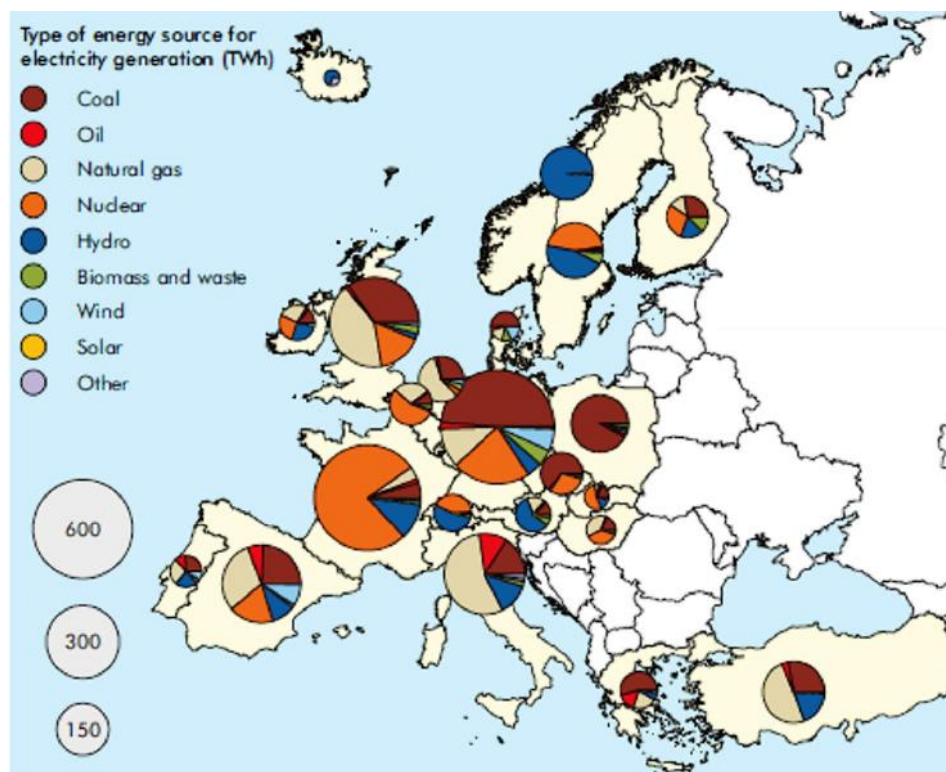 Type of energy source for
electricity generation (TWh)
Coal
Oil
Natural gas
Nuclear
Hydro
Biomass and waste
Wind
Solar
Other
600
300
150